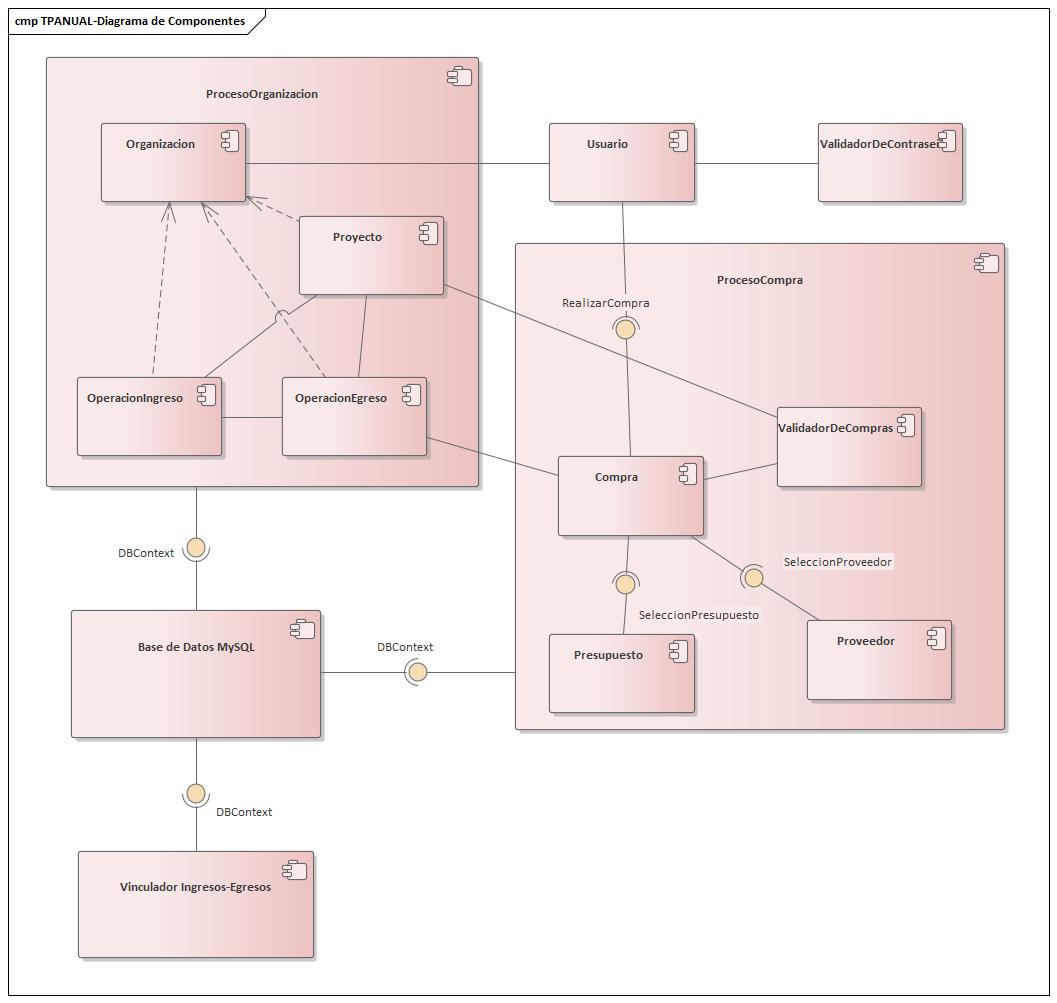 cmp TPANUAL-Diagrama de Componentes
ProcesoOrganizacion
Organizacion
Usuario
ValidadorDeContraseñ
Proyecto
ProcesoCompra
RealizarCompra
OperacionIngreso
OperacionEgreso
ValidadorDeCompras
Compra
DBContext
SeleccionProveedor
SeleccionPresupuesto
Base de Datos MySQL
DBContext
Presupuesto
Proveedor
DBContext
Vinculador Ingresos-Egresos